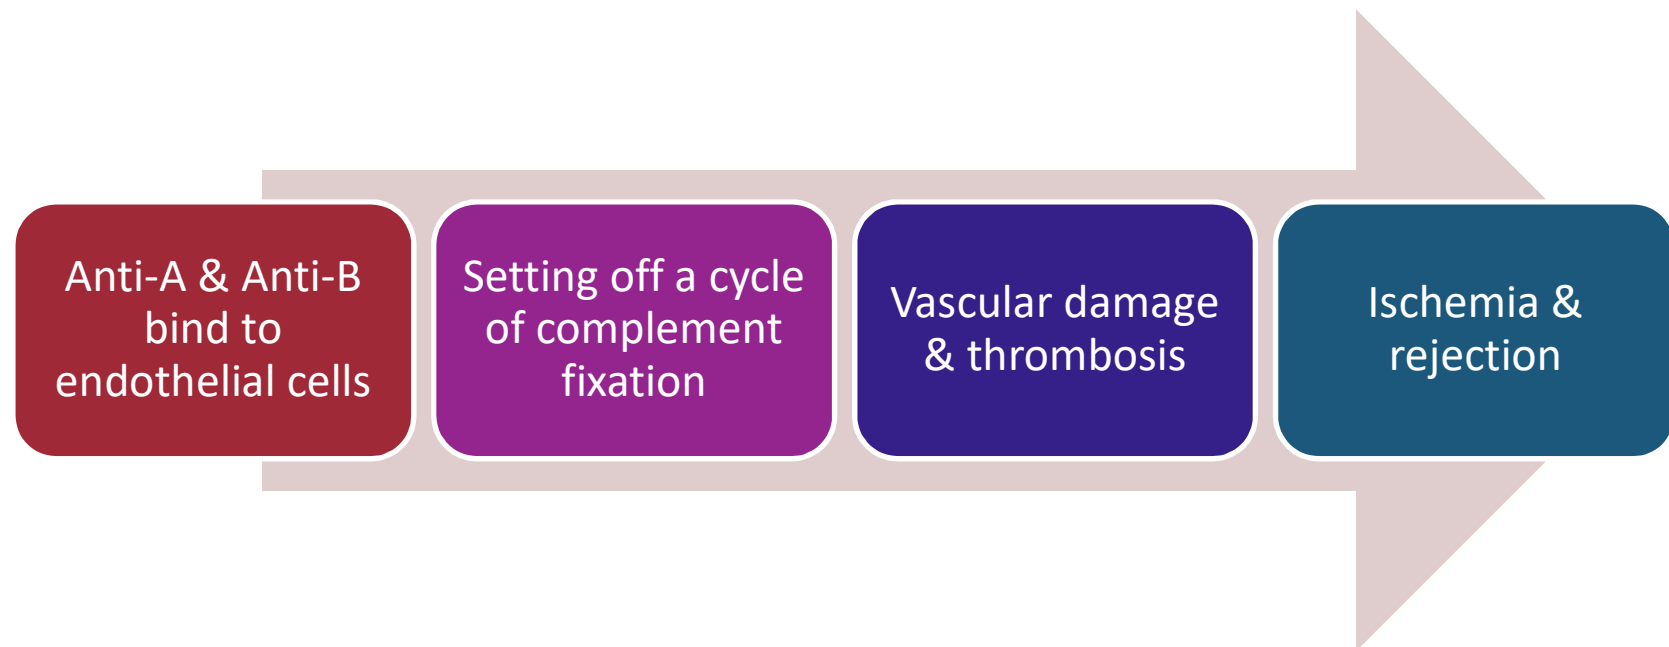 Anti-A & Anti-B
bind to
endothelial cells
Setting off a cycle
of complement
fixation
Vascular damage
& thrombosis
Ischemia &
rejection